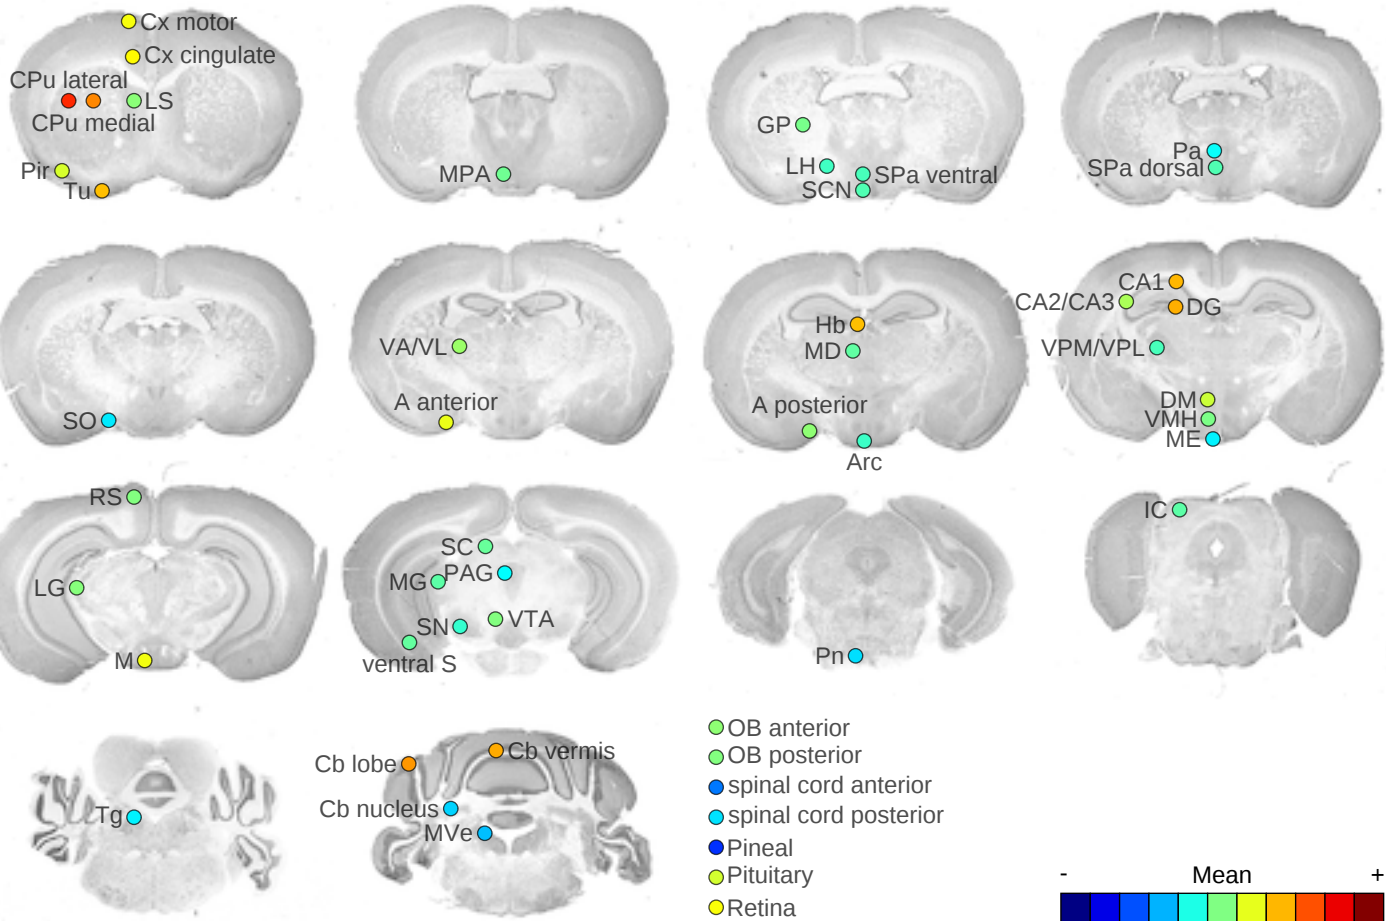 Cx motor
Cx cingulate
CPu lateral
LS
CPu medial
Pir
Tu
MPA
GP
LH
SPa ventral
SCN
Pa
SPa dorsal
SO
VA/VL
A anterior
Hb
MD
A posterior
Arc
CA1
CA2/CA3
DG
VPM/VPL
DM
VMH
ME
RS
LG
M
SC
MG
PAG
SN
VTA
ventral S
Pn
IC
Tg
Cb lobe
Cb vermis
Cb nucleus
MVe
OB anterior
OB posterior
spinal cord anterior
spinal cord posterior
Pineal
Pituitary
Retina
- Mean +